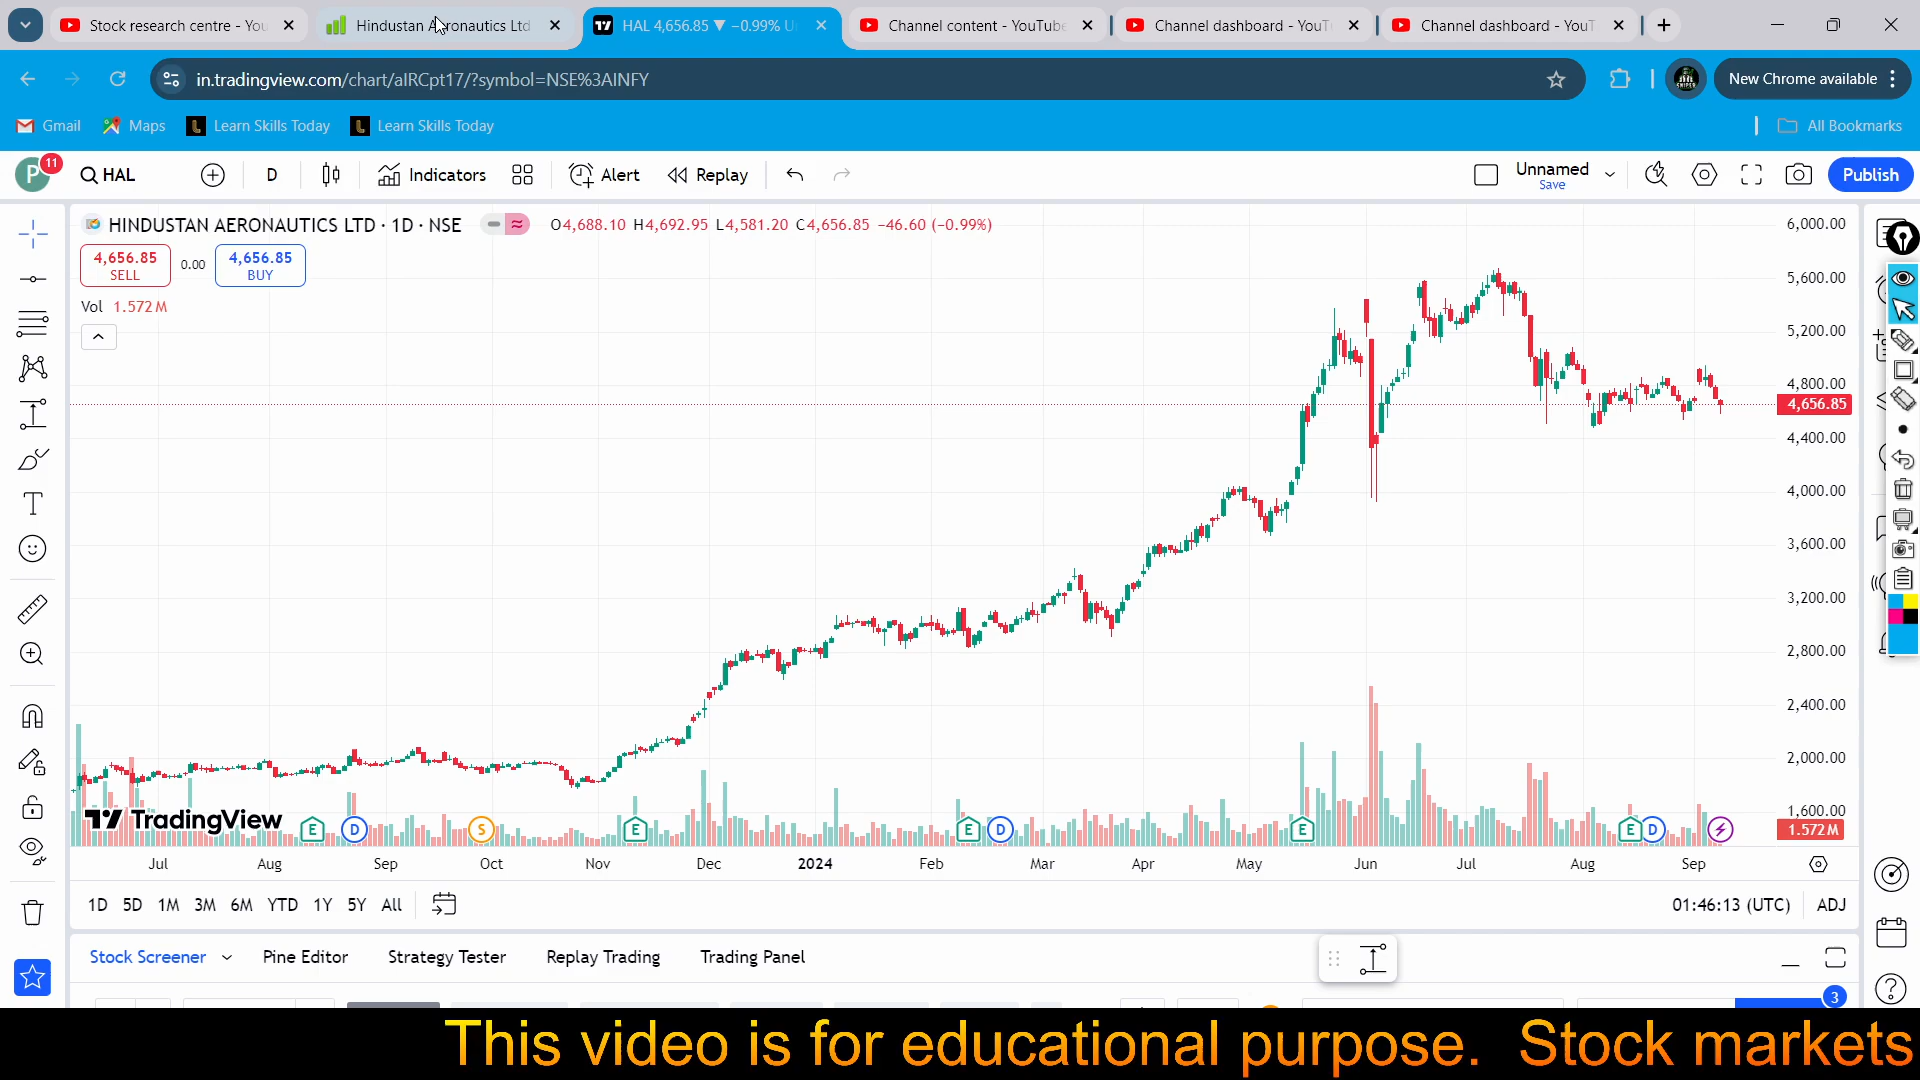 Stock research centre - You
Hindustan Aeronautics Ltd
HAL 4,656.85 ▼ −0.99% U
Channel content - YouTube
Channel dashboard - YouT
Channel dashboard - YouT
in.tradingview.com/chart/aIRCpt17/?symbol=NSE%3AINFY
New Chrome available
Gmail
Maps
Learn Skills Today
Learn Skills Today
All Bookmarks
P 11
HAL
D
Indicators
Alert
Replay
Unnamed
Save
Publish
HINDUSTAN AERONAUTICS LTD · 1D · NSE
O4,688.10 H4,692.95 L4,581.20 C4,656.85 −46.60 (−0.99%)
4,656.85
SELL
0.00
4,656.85
BUY
Vol 1.572 M
6,000.00
5,600.00
5,200.00
4,800.00
4,656.85
4,400.00
4,000.00
3,600.00
3,200.00
2,800.00
2,400.00
2,000.00
1,600.00
1.572 M
TradingView
E D S E E D E E D
Jul Aug Sep Oct Nov Dec 2024 Feb Mar Apr May Jun Jul Aug Sep
1D 5D 1M 3M 6M YTD 1Y 5Y All
01:46:13 (UTC) ADJ
Stock Screener Pine Editor Strategy Tester Replay Trading Trading Panel
3
This video is for educational purpose. Stock markets